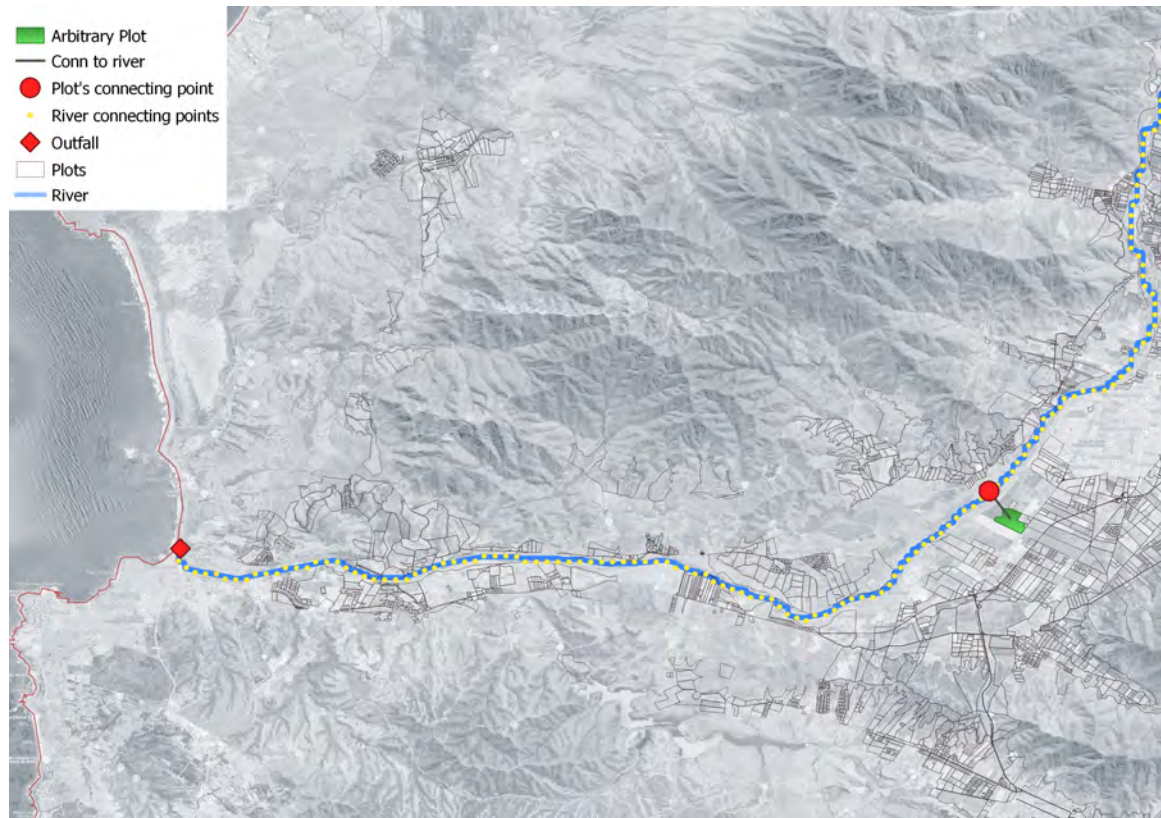 Arbitrary Plot
Conn to river
Plot's connecting point
River connecting points
Outfall
Plots
River